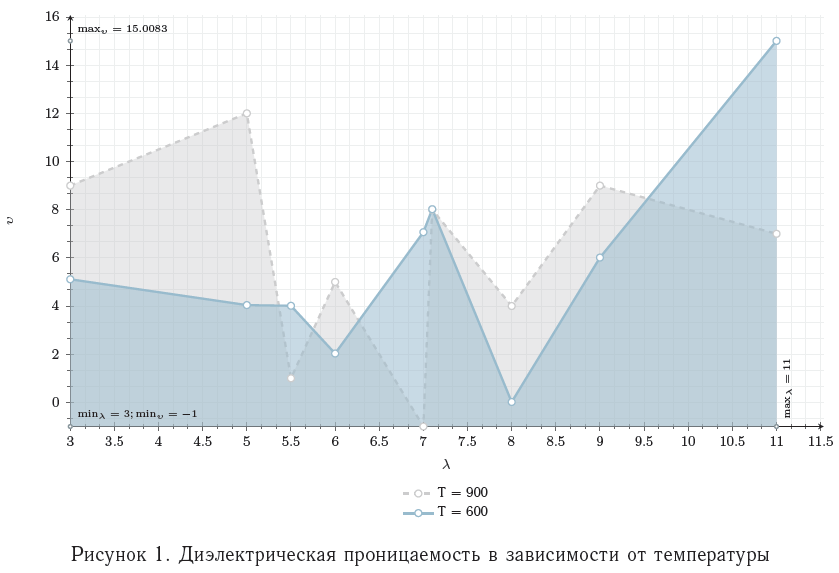 16
max_υ = 15.0083
14
12
10
8
υ
6
4
2
max_λ = 11
0
min_λ = 3; min_υ = −1
3 3.5 4 4.5 5 5.5 6 6.5 7 7.5 8 8.5 9 9.5 10 10.5 11 11.5
λ
T = 900
T = 600
Рисунок 1. Диэлектрическая проницаемость в зависимости от температуры